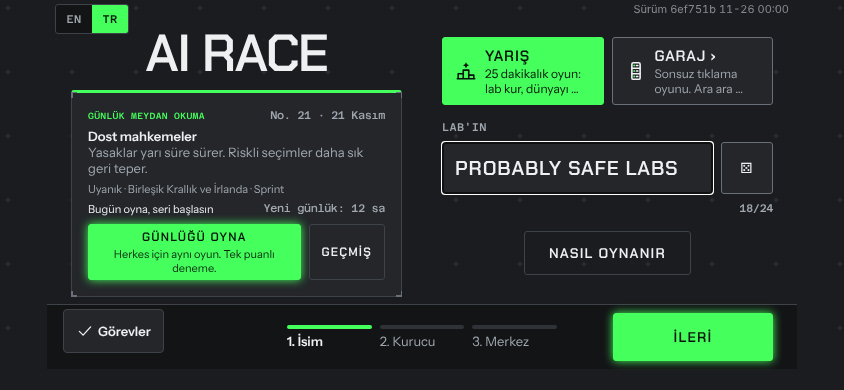 EN TR
Sürüm 6ef751b 11-26 00:00
AI RACE
GÜNLÜK MEYDAN OKUMA No. 21 · 21 Kasım
Dost mahkemeler
Yasaklar yarı süre sürer. Riskli seçimler daha sık
geri teper.
Uyanık · Birleşik Krallık ve İrlanda · Sprint
Bugün oyna, seri başlasın Yeni günlük: 12 sa
GÜNLÜĞÜ OYNA
Herkes için aynı oyun. Tek puanlı
deneme.
GEÇMİŞ
YARIŞ
25 dakikalık oyun:
lab kur, dünyayı ...
GARAJ ›
Sonsuz tıklama
oyunu. Ara ara ...
LAB'IN
PROBABLY SAFE LABS
18/24
NASIL OYNANIR
Görevler
1. İsim
2. Kurucu
3. Merkez
İLERİ